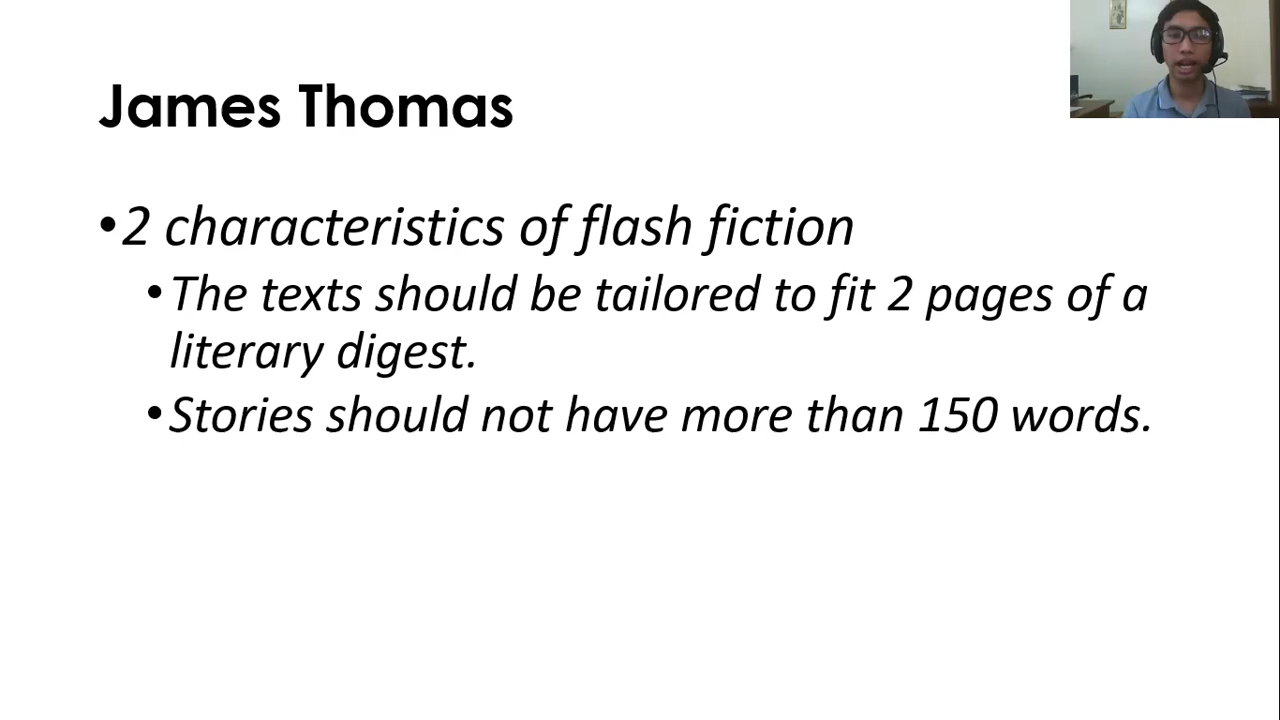 James Thomas
•2 characteristics of flash fiction
•The texts should be tailored to fit 2 pages of a
literary digest.
•Stories should not have more than 150 words.